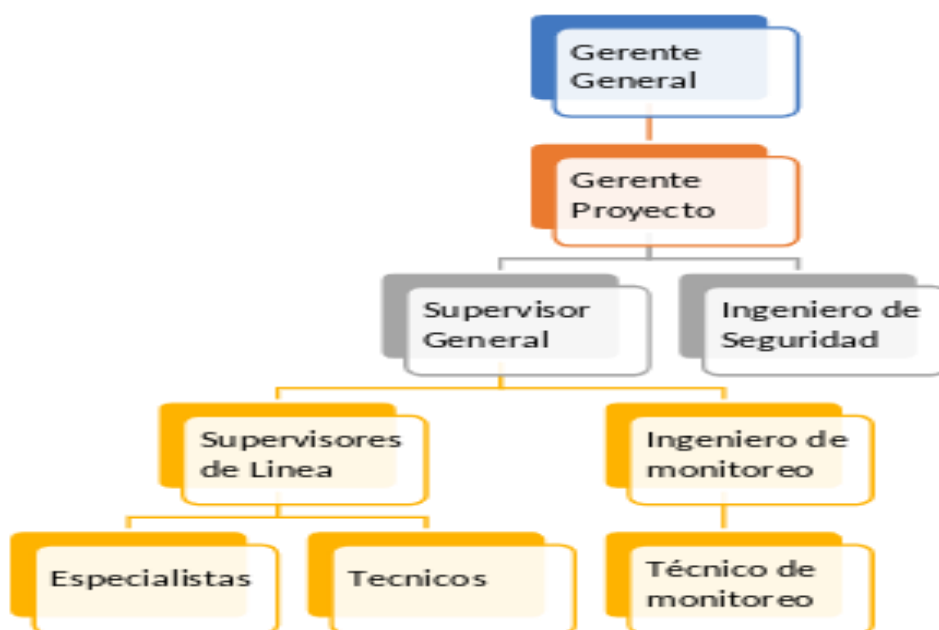 Gerente
General
Gerente
Proyecto
Supervisor
General
Ingeniero de
Seguridad
Supervisores
de Linea
Ingeniero de
monitoreo
Especialistas
Tecnicos
Técnico de
monitoreo